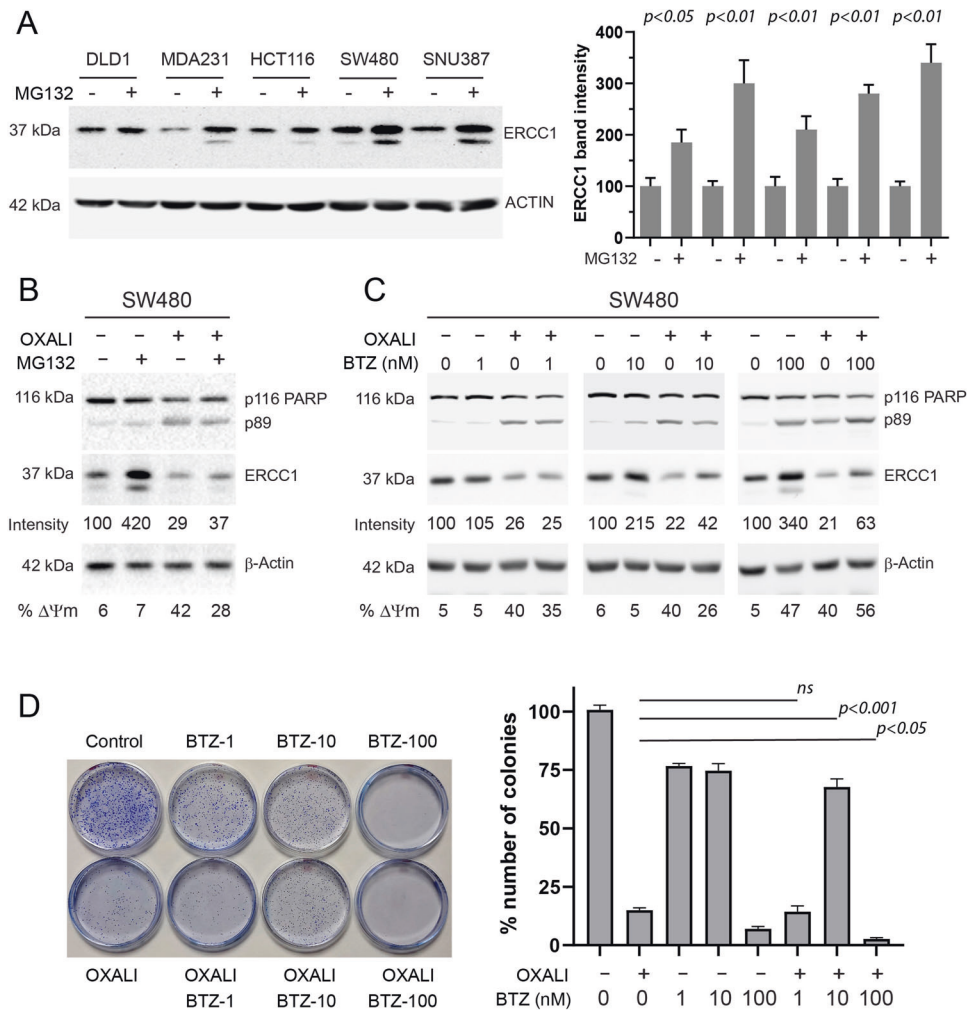 A
DLD1 MDA231 HCT116 SW480 SNU387
MG132 - + - + - + - + - +
37 kDa ERCC1
42 kDa ACTIN
p<0.05 p<0.01 p<0.01 p<0.01 p<0.01
ERCC1 band intensity
400
300
200
100
0
MG132 - + - + - + - + - +
B
SW480
OXALI – – + +
MG132 – + – +
116 kDa p116 PARP
p89
37 kDa ERCC1
Intensity 100 420 29 37
42 kDa β-Actin
% ΔΨm 6 7 42 28
C
SW480
OXALI – – + + – – + + – – + +
BTZ (nM) 0 1 0 1 0 10 0 10 0 100 0 100
116 kDa p116 PARP
p89
37 kDa ERCC1
Intensity 100 105 26 25 100 215 22 42 100 340 21 63
42 kDa β-Actin
% ΔΨm 5 5 40 35 6 5 40 26 5 47 40 56
D
Control BTZ-1 BTZ-10 BTZ-100
OXALI OXALI OXALI OXALI
BTZ-1 BTZ-10 BTZ-100
% number of colonies
100
75
50
25
0
ns
p<0.001
p<0.05
OXALI – + – – – + + +
BTZ (nM) 0 0 1 10 100 1 10 100